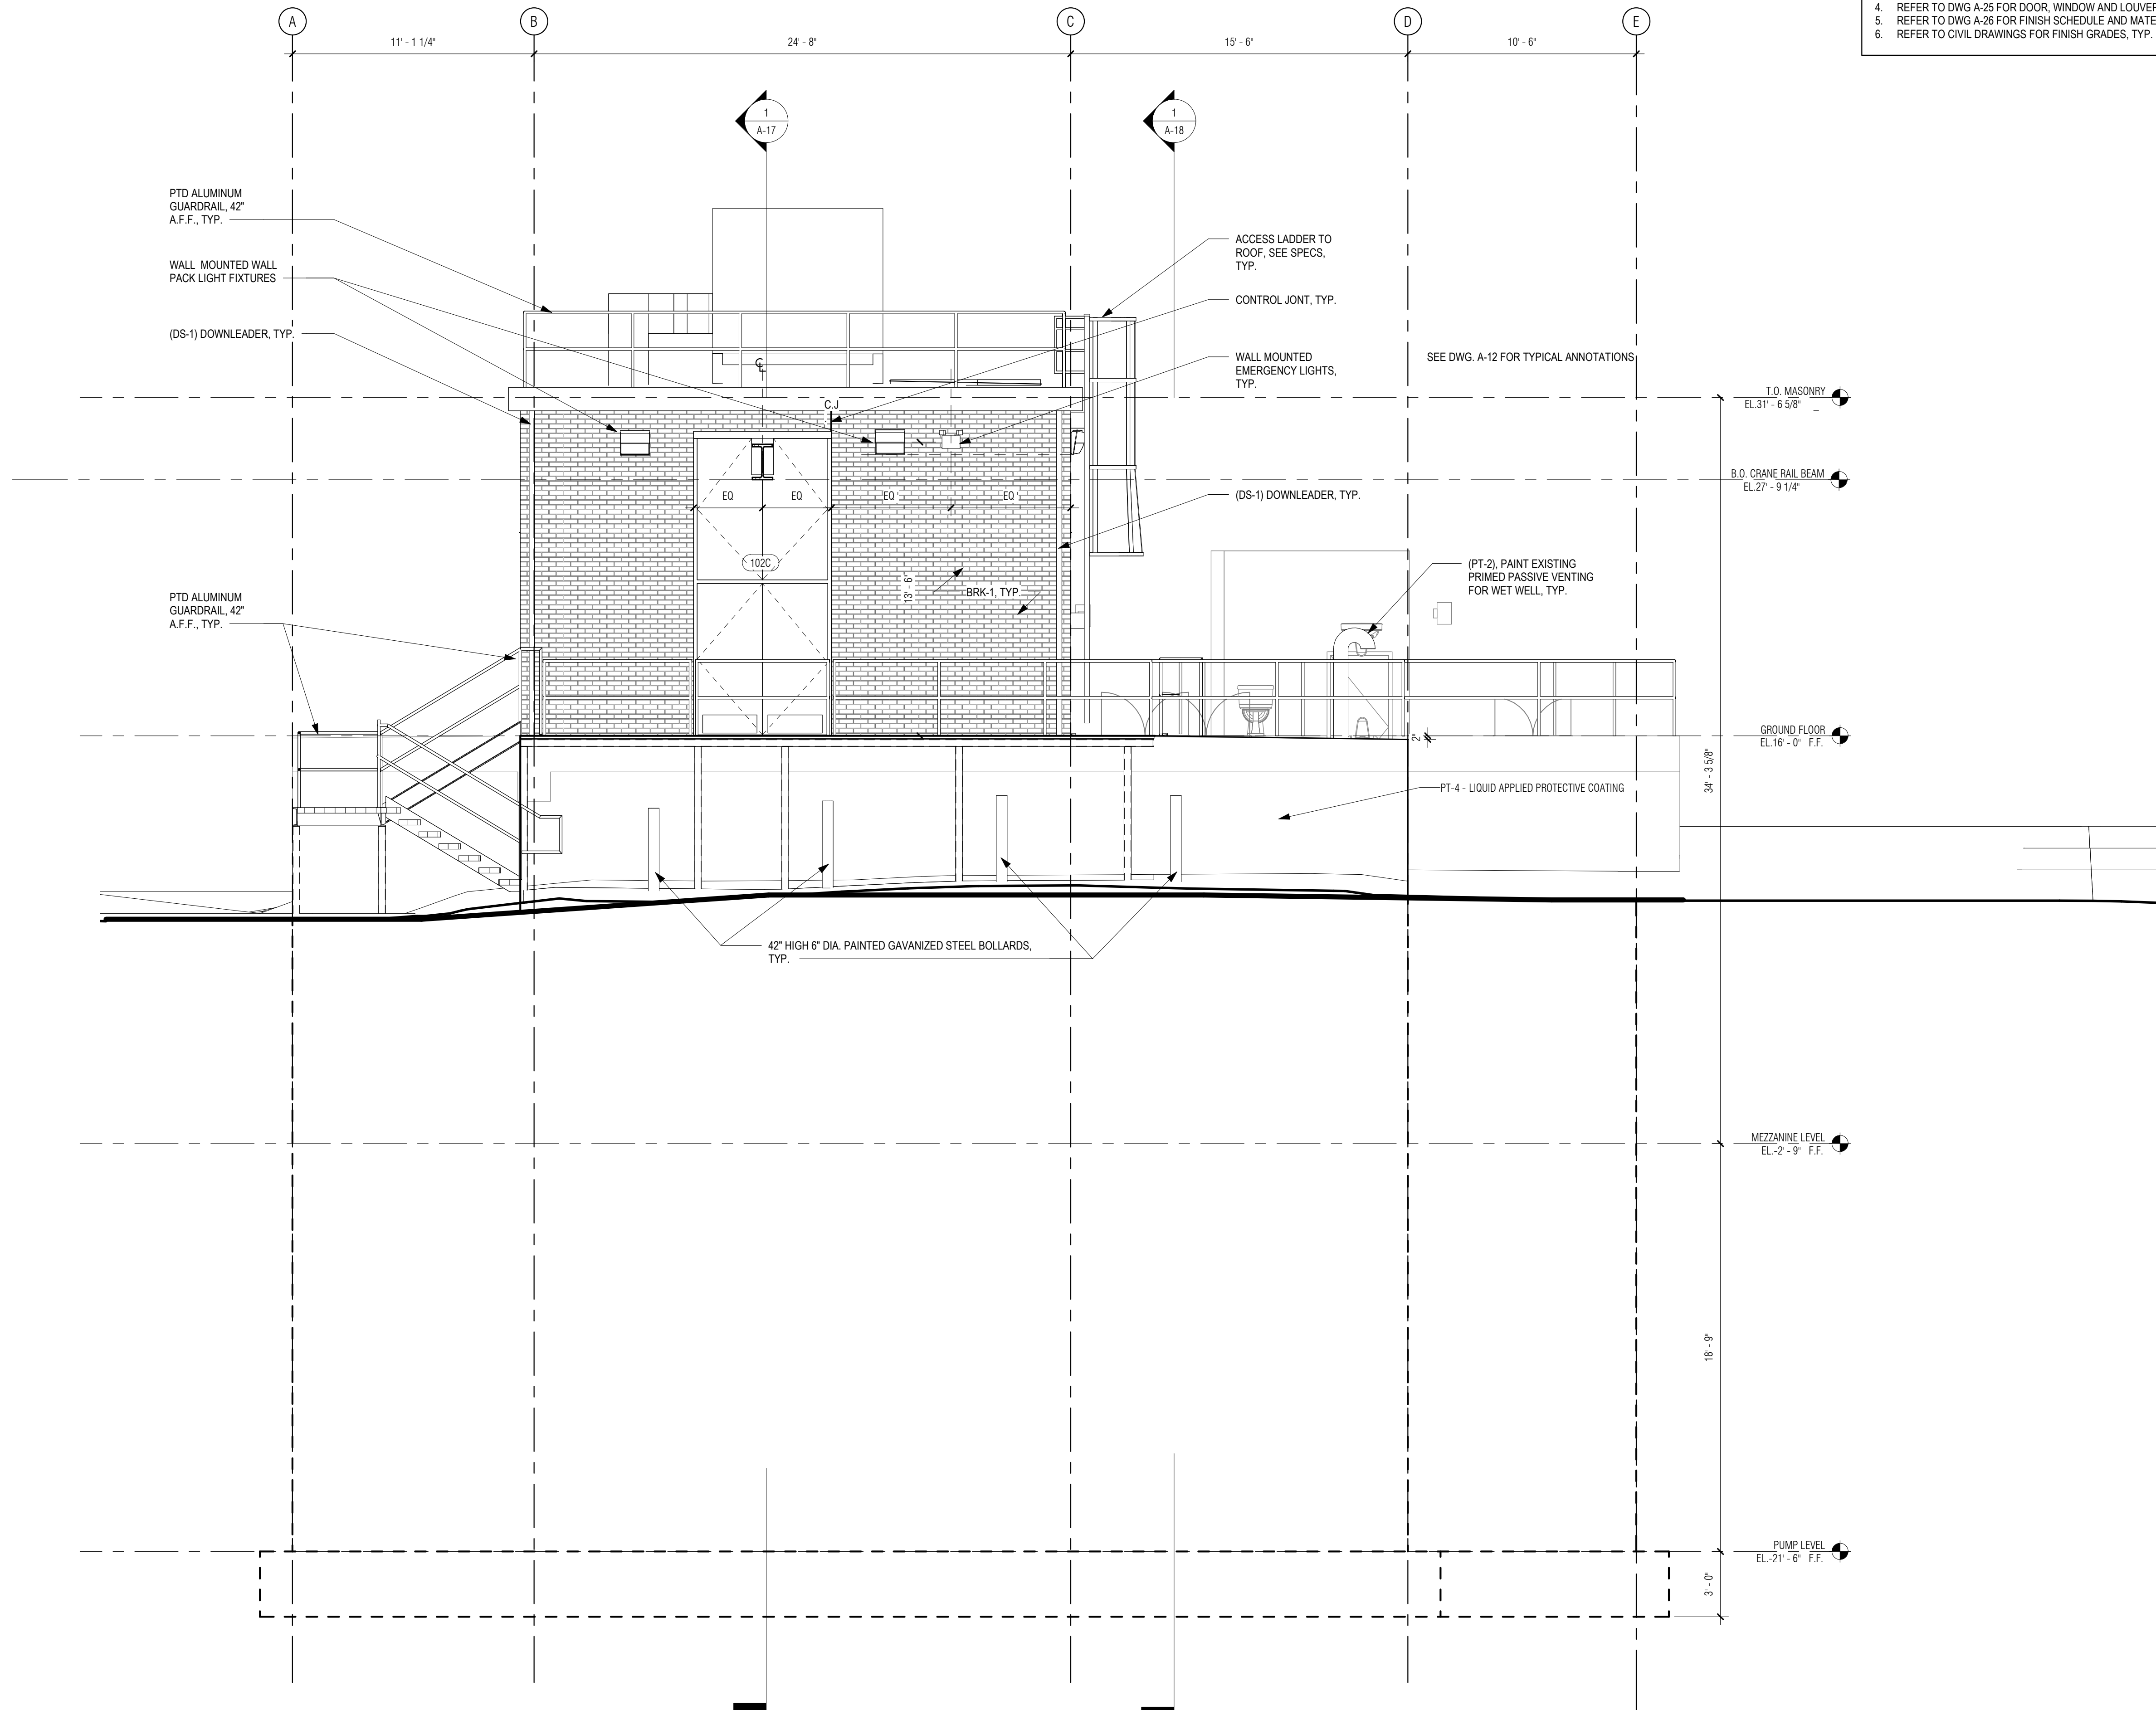 A
B
C
D
E
4. REFER TO DWG A-25 FOR DOOR, WINDOW AND LOUVER
5. REFER TO DWG A-26 FOR FINISH SCHEDULE AND MATE
6. REFER TO CIVIL DRAWINGS FOR FINISH GRADES, TYP.
11' - 1 1/4"
24' - 8"
15' - 6"
10' - 6"
1
A-17
1
A-18
PTD ALUMINUM
GUARDRAIL, 42"
A.F.F., TYP.
WALL MOUNTED WALL
PACK LIGHT FIXTURES
(DS-1) DOWNLEADER, TYP.
ACCESS LADDER TO
ROOF, SEE SPECS,
TYP.
CONTROL JONT, TYP.
WALL MOUNTED
EMERGENCY LIGHTS,
TYP.
SEE DWG. A-12 FOR TYPICAL ANNOTATIONS
T.O. MASONRY
EL.31' - 6 5/8"
C.J
B.O. CRANE RAIL BEAM
EL.27' - 9 1/4"
EQ
EQ
EQ
EQ
(DS-1) DOWNLEADER, TYP.
102C
13' - 6"
BRK-1, TYP.
(PT-2), PAINT EXISTING
PRIMED PASSIVE VENTING
FOR WET WELL, TYP.
PTD ALUMINUM
GUARDRAIL, 42"
A.F.F., TYP.
GROUND FLOOR
EL.16' - 0" F.F.
2"
34' - 3 5/8"
PT-4 - LIQUID APPLIED PROTECTIVE COATING
42" HIGH 6" DIA. PAINTED GAVANIZED STEEL BOLLARDS,
TYP.
MEZZANINE LEVEL
EL.-2' - 9" F.F.
18' - 9"
PUMP LEVEL
EL.-21' - 6" F.F.
3' - 0"